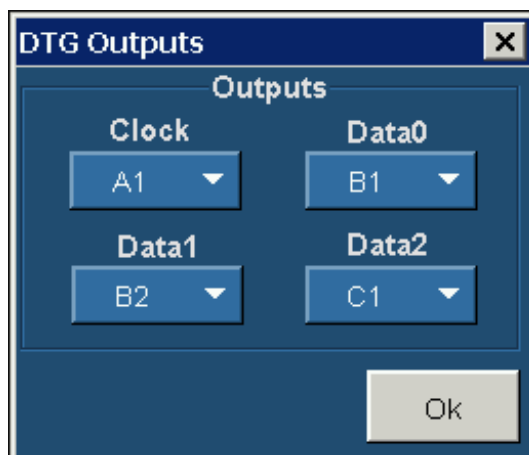 DTG Outputs
Outputs
Clock Data0
A1 B1
Data1 Data2
B2 C1
Ok